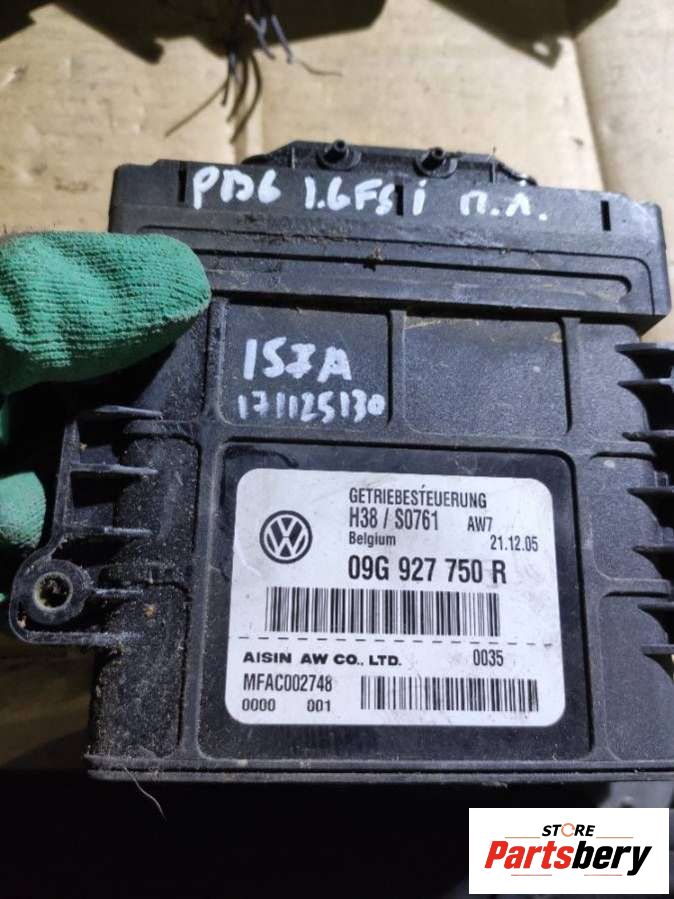 PB6 1.6FSi п.л.
157A
171125130
GETRIEBESTEUERUNG
H38 / S0761 AW7
Belgium 21.12.05
09G 927 750 R
AISIN AW CO., LTD. 0035
MFAC002748
0000 001
STORE
Partsbery